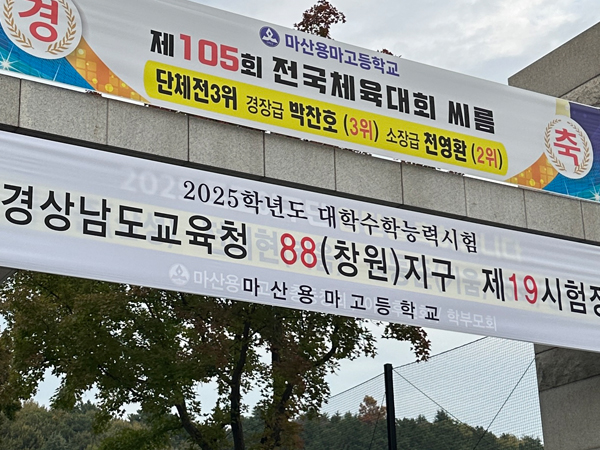 경
마산용마고등학교
제105회 전국체육대회 씨름
단체전3위 경장급 박찬호 (3위) 소장급 천영환 (2위)
축
2025학년도 대학수학능력시험
경상남도교육청 88(창원)지구 제19시험장
마산용마고등학교
학부모회